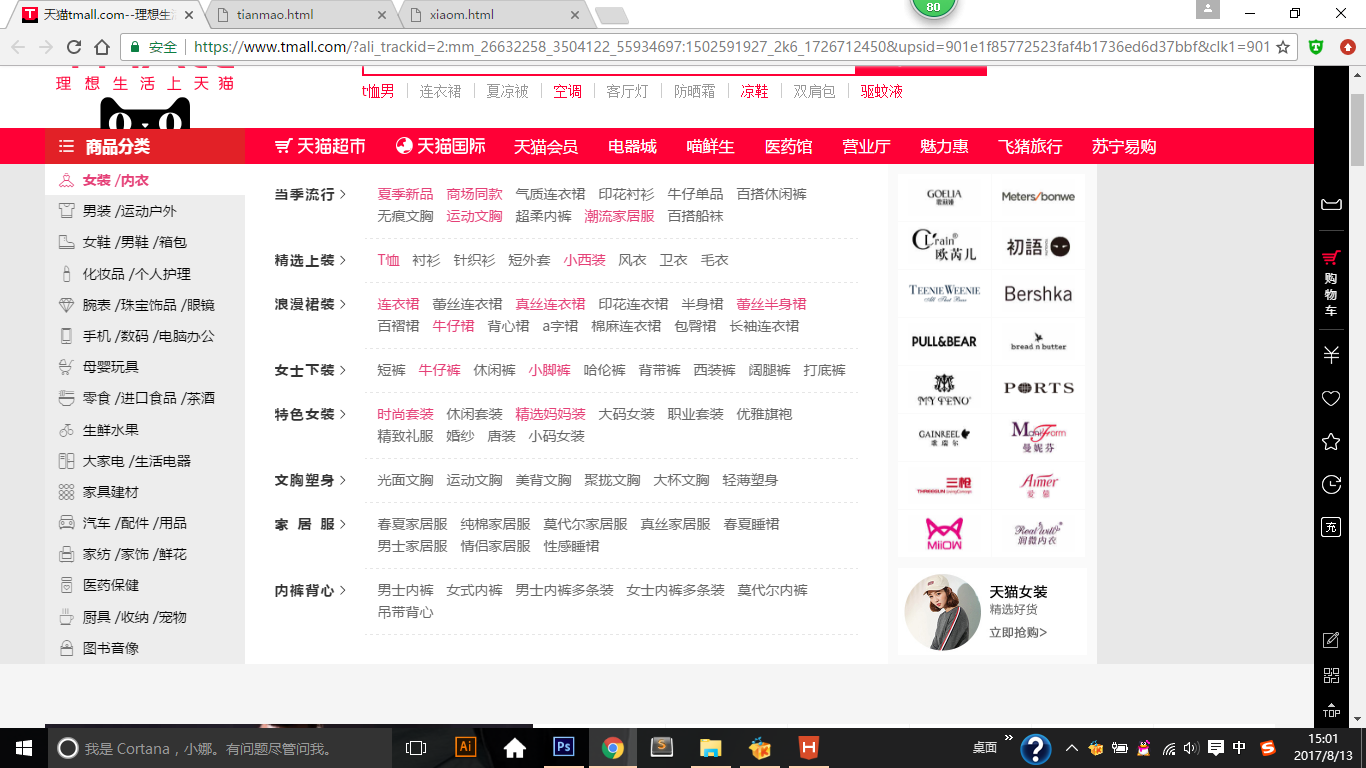 天猫tmall.com--理想生活
tianmao.html
xiaom.html
80
安全
https://www.tmall.com/?ali_trackid=2:mm_26632258_3504122_55934697:1502591927_2k6_1726712450&upsid=901e1f85772523faf4b1736ed6d37bbf&clk1=901
理想生活上天猫
t恤男 连衣裙 夏凉被 空调 客厅灯 防晒霜 凉鞋 双肩包 驱蚊液
商品分类 天猫超市 天猫国际 天猫会员 电器城 喵鲜生 医药馆 营业厅 魅力惠 飞猪旅行 苏宁易购
女装 /内衣
男装 /运动户外
女鞋 /男鞋 /箱包
化妆品 /个人护理
腕表 /珠宝饰品 /眼镜
手机 /数码 /电脑办公
母婴玩具
零食 /进口食品 /茶酒
生鲜水果
大家电 /生活电器
家具建材
汽车 /配件 /用品
家纺 /家饰 /鲜花
医药保健
厨具 /收纳 /宠物
图书音像
当季流行 > 夏季新品 商场同款 气质连衣裙 印花衬衫 牛仔单品 百搭休闲裤
无痕文胸 运动文胸 超柔内裤 潮流家居服 百搭船袜
精选上装 > T恤 衬衫 针织衫 短外套 小西装 风衣 卫衣 毛衣
浪漫裙装 > 连衣裙 蕾丝连衣裙 真丝连衣裙 印花连衣裙 半身裙 蕾丝半身裙
百褶裙 牛仔裙 背心裙 a字裙 棉麻连衣裙 包臀裙 长袖连衣裙
女士下装 > 短裤 牛仔裤 休闲裤 小脚裤 哈伦裤 背带裤 西装裤 阔腿裤 打底裤
特色女装 > 时尚套装 休闲套装 精选妈妈装 大码女装 职业套装 优雅旗袍
精致礼服 婚纱 唐装 小码女装
文胸塑身 > 光面文胸 运动文胸 美背文胸 聚拢文胸 大杯文胸 轻薄塑身
家居服 > 春夏家居服 纯棉家居服 莫代尔家居服 真丝家居服 春夏睡裙
男士家居服 情侣家居服 性感睡裙
内裤背心 > 男士内裤 女式内裤 男士内裤多条装 女士内裤多条装 莫代尔内裤
吊带背心
GOELIA
Meters/bonwe
欧芮儿
初語
TEENIE WEENIE
Bershka
PULL&BEAR
bread n butter
MY TENO
PORTS
GAINREEL
歌瑞尔
ManiForm
曼妮芬
三枪
THREEGUN
Aimer
爱慕
MIIOW
Real will
润微内衣
天猫女装
精选好货
立即抢购>
购物车
充
TOP
我是 Cortana，小娜。有问题尽管问我。
Ai
Ps
S
H
桌面
中
15:01
2017/8/13